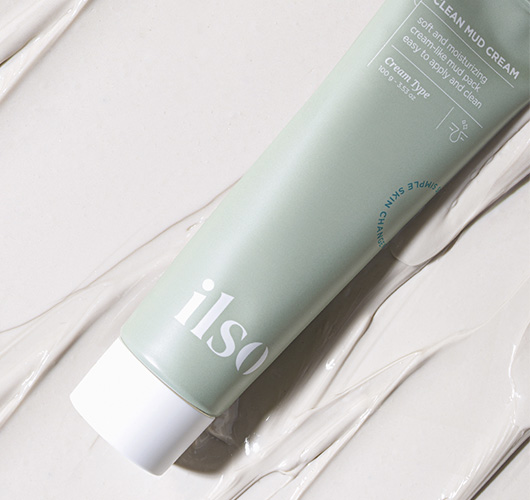 CLEAN MUD CREAM
soft and moisturizing
cream-like mud pack
easy to apply and clean
Cream Type
100 g · 3.53 oz
SIMPLE SKIN
ilso